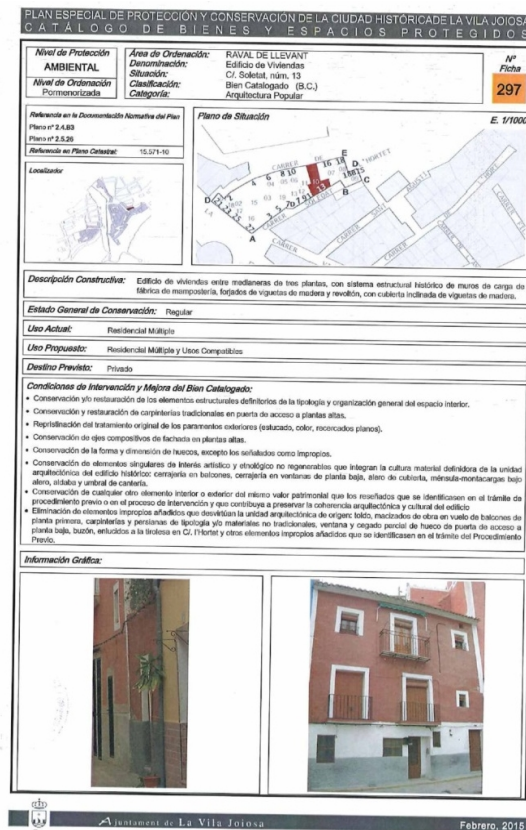 PLAN ESPECIAL DE PROTECCIÓN Y CONSERVACIÓN DE LA CIUDAD HISTÓRICA DE LA VILA JOIOSA
CATÁLOGO DE BIENES Y ESPACIOS PROTEGIDOS
Nivel de Protección
AMBIENTAL
Nivel de Ordenación
Pormenorizada
Área de Ordenación: RAVAL DE LLEVANT
Denominación: Edificio de Viviendas
Situación: C/. Soletat, núm. 13
Clasificación: Bien Catalogado (B.C.)
Categoría: Arquitectura Popular
Nº
Ficha
297
Referencia en la Documentación Normativa del Plan
Plano nº 2.4.B3
Plano nº 2.5.26
Referencia en Plano Catastral: 15.571-10
Localizador
Plano de Situación
E. 1/1000
CARRER DE L'HORTET
CARRER
CARRER
CARRER
Descripción Constructiva: Edificio de viviendas entre medianeras de tres plantas, con sistema estructural histórico de muros de carga de
fábrica de mampostería, forjados de viguetas de madera y revoltón, con cubierta inclinada de viguetas de madera.
Estado General de Conservación: Regular
Uso Actual: Residencial Múltiple
Uso Propuesto: Residencial Múltiple y Usos Compatibles
Destino Previsto: Privado
Condiciones de Intervención y Mejora del Bien Catalogado:
• Conservación y/o restauración de los elementos estructurales definitorios de la tipología y organización general del espacio interior.
• Conservación y restauración de carpinterías tradicionales en puerta de acceso a plantas altas.
• Repristinación del tratamiento original de los paramentos exteriores (estucado, color, recercados planos).
• Conservación de ejes compositivos de fachada en plantas altas.
• Conservación de la forma y dimensión de huecos, excepto los señalados como impropios.
• Conservación de elementos singulares de interés artístico y etnológico no regenerables que integran la cultura material definidora de la unidad
arquitectónica del edificio histórico: cerrajería en balcones, cerrajería en ventanas de planta baja, alero de cubierta, ménsula-montacargas bajo
alero, aldaba y umbral de cantería.
• Conservación de cualquier otro elemento interior o exterior del mismo valor patrimonial que los reseñados que se identificasen en el trámite de
procedimiento previo o en el proceso de intervención y que contribuya a preservar la coherencia arquitectónica y cultural del edificio
• Eliminación de elementos impropios añadidos que desvirtúan la unidad arquitectónica de origen: toldo, macizados de obra en vuelo de balcones de
planta primera, carpinterías y persianas de tipología y/o materiales no tradicionales, ventana y cegado parcial de hueco de puerta de acceso a
planta baja, buzón, enlucidos a la tirolesa en C/. l'Hortet y otros elementos impropios añadidos que se identificasen en el trámite del Procedimiento
Previo.
Información Gráfica:
Ajuntament de La Vila Joiosa
Febrero, 2015